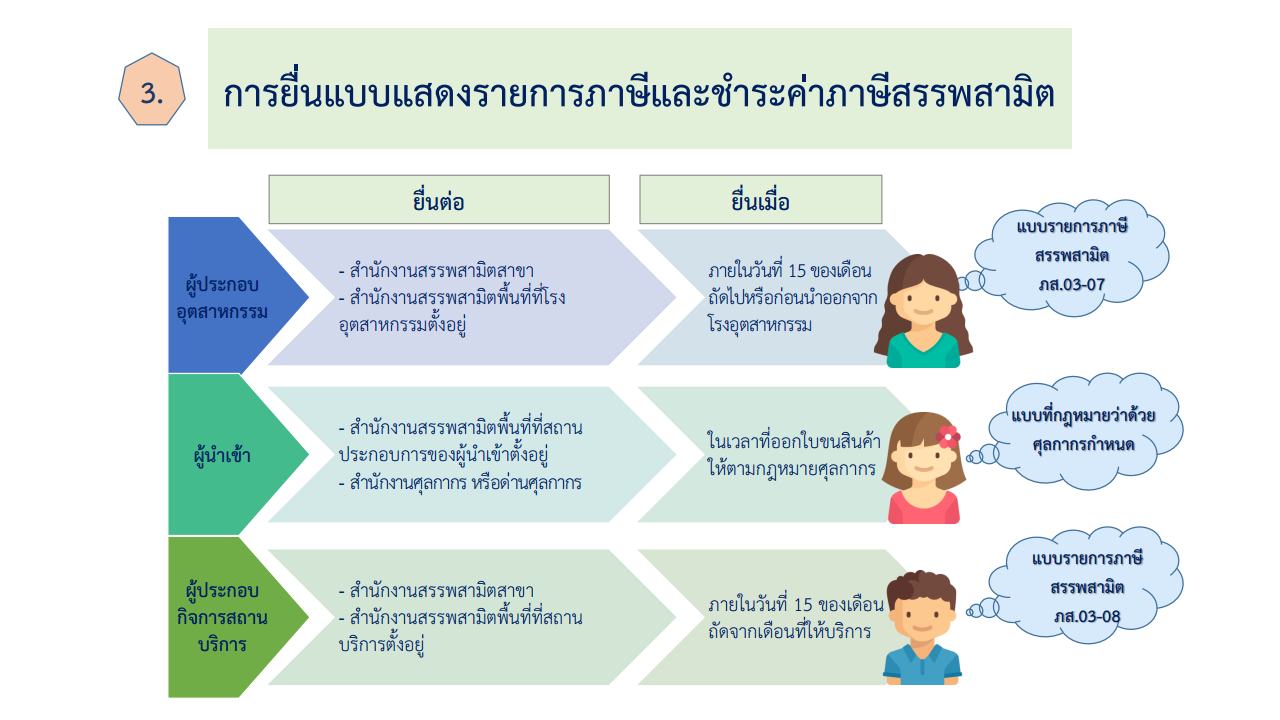 3.
การยื่นแบบแสดงรายการภาษีและชำระค่าภาษีสรรพสามิต
ยื่นต่อ
ยื่นเมื่อ
ผู้ประกอบ
อุตสาหกรรม
- สำนักงานสรรพสามิตสาขา
- สำนักงานสรรพสามิตพื้นที่ที่โรง
อุตสาหกรรมตั้งอยู่
ภายในวันที่ 15 ของเดือน
ถัดไปหรือก่อนนำออกจาก
โรงอุตสาหกรรม
แบบรายการภาษี
สรรพสามิต
ภส.03-07
ผู้นำเข้า
- สำนักงานสรรพสามิตพื้นที่ที่สถาน
ประกอบการของผู้นำเข้าตั้งอยู่
- สำนักงานศุลกากร หรือด่านศุลกากร
ในเวลาที่ออกใบขนสินค้า
ให้ตามกฎหมายศุลกากร
แบบที่กฎหมายว่าด้วย
ศุลกากรกำหนด
ผู้ประกอบ
กิจการสถาน
บริการ
- สำนักงานสรรพสามิตสาขา
- สำนักงานสรรพสามิตพื้นที่ที่สถาน
บริการตั้งอยู่
ภายในวันที่ 15 ของเดือน
ถัดจากเดือนที่ให้บริการ
แบบรายการภาษี
สรรพสามิต
ภส.03-08